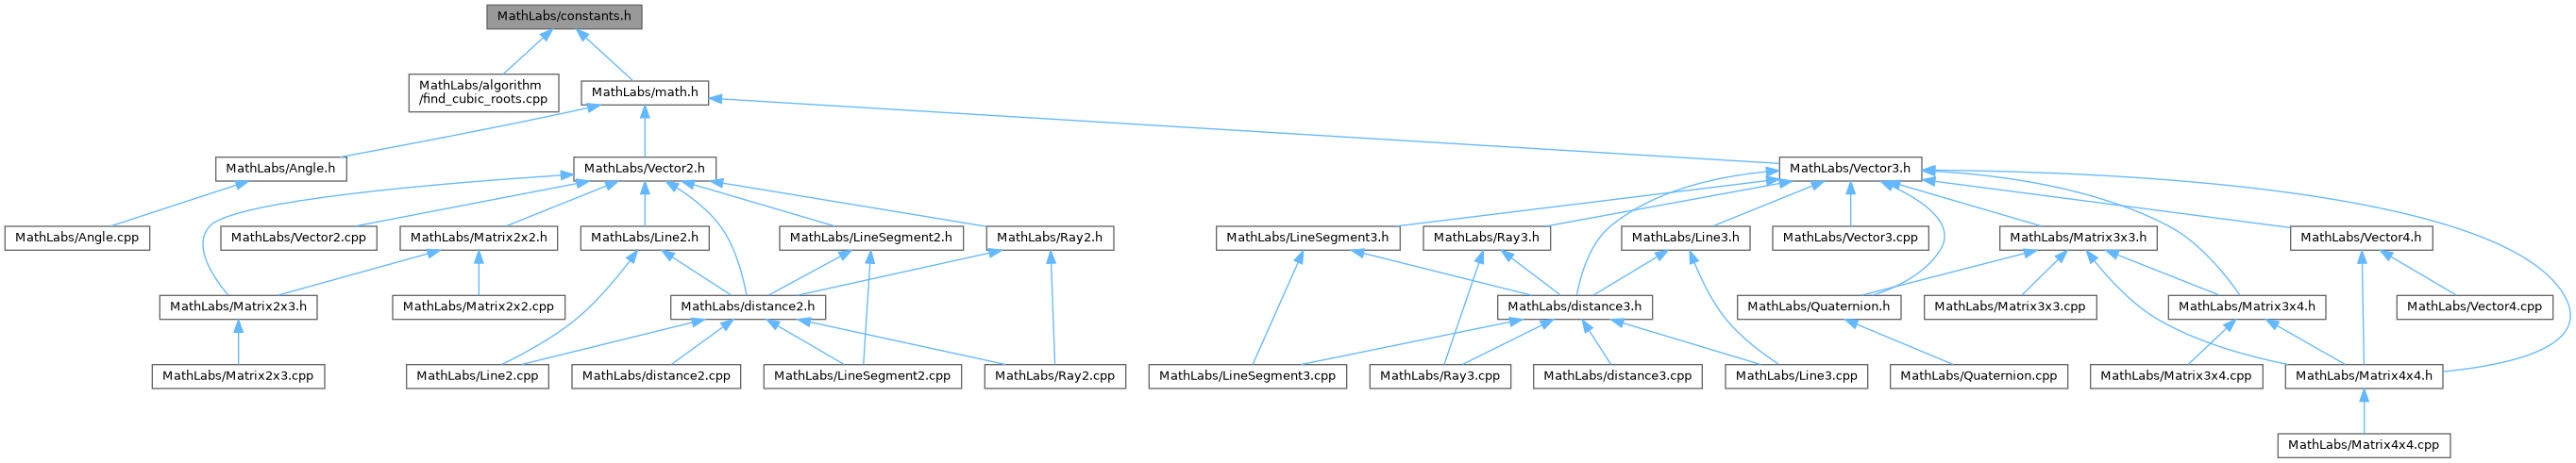 MathLabs/constants.h
MathLabs/algorithm
/find_cubic_roots.cpp
MathLabs/math.h
MathLabs/Angle.h
MathLabs/Vector2.h
MathLabs/Vector3.h
MathLabs/Angle.cpp
MathLabs/Vector2.cpp
MathLabs/Matrix2x2.h
MathLabs/Line2.h
MathLabs/LineSegment2.h
MathLabs/Ray2.h
MathLabs/LineSegment3.h
MathLabs/Ray3.h
MathLabs/Line3.h
MathLabs/Vector3.cpp
MathLabs/Matrix3x3.h
MathLabs/Vector4.h
MathLabs/Matrix2x3.h
MathLabs/Matrix2x2.cpp
MathLabs/distance2.h
MathLabs/distance3.h
MathLabs/Quaternion.h
MathLabs/Matrix3x3.cpp
MathLabs/Matrix3x4.h
MathLabs/Vector4.cpp
MathLabs/Matrix2x3.cpp
MathLabs/Line2.cpp
MathLabs/distance2.cpp
MathLabs/LineSegment2.cpp
MathLabs/Ray2.cpp
MathLabs/LineSegment3.cpp
MathLabs/Ray3.cpp
MathLabs/distance3.cpp
MathLabs/Line3.cpp
MathLabs/Quaternion.cpp
MathLabs/Matrix3x4.cpp
MathLabs/Matrix4x4.h
MathLabs/Matrix4x4.cpp